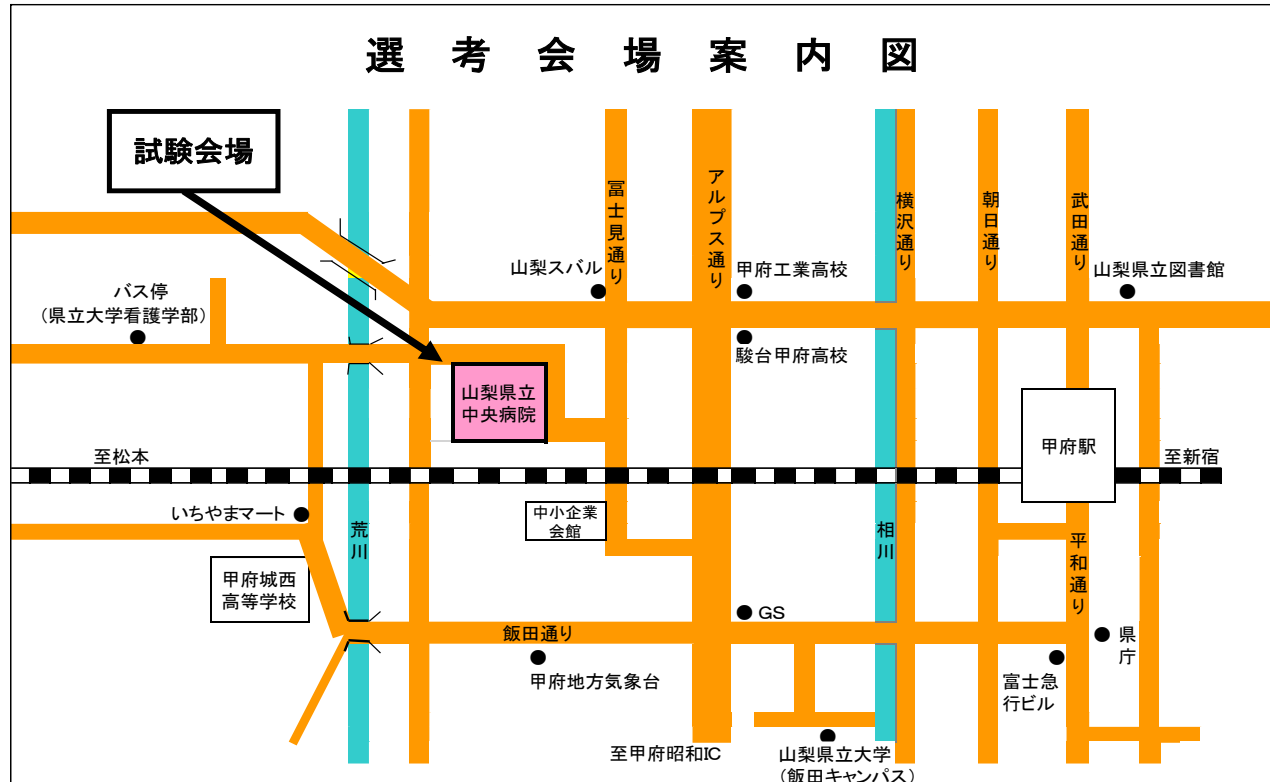 選考会場案内図
試験会場
富士見通り
アルプス通り
横沢通り
朝日通り
武田通り
山梨スバル
甲府工業高校
山梨県立図書館
バス停
（県立大学看護学部）
駿台甲府高校
山梨県立
中央病院
甲府駅
至松本
至新宿
いちやまマート
中小企業
会館
荒川
相川
平和通り
甲府城西
高等学校
GS
飯田通り
県庁
甲府地方気象台
富士急
行ビル
至甲府昭和IC
山梨県立大学
（飯田キャンパス）